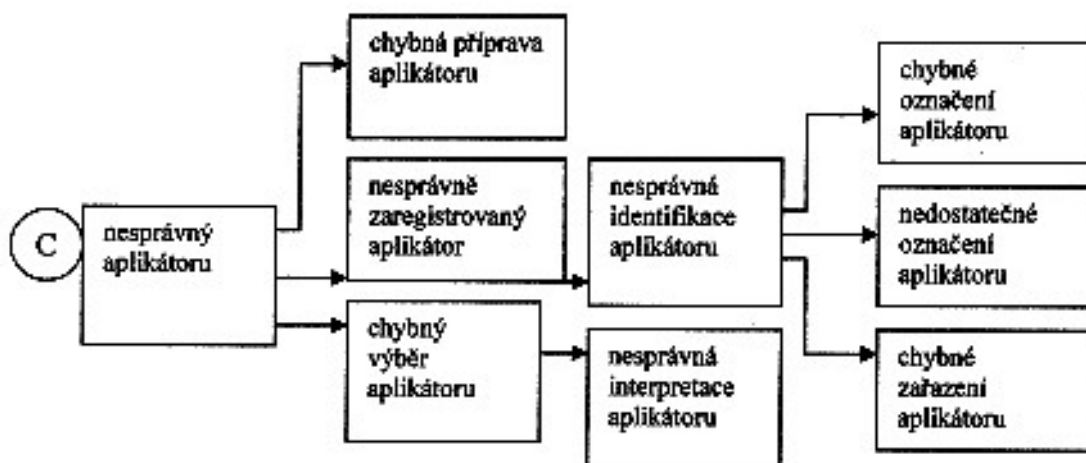 C
nesprávný
aplikátoru
chybná příprava
aplikátoru
nesprávně
zaregistrovaný
aplikátor
chybný
výběr
aplikátoru
nesprávná
identifikace
aplikátoru
nesprávná
interpretace
aplikátoru
chybné
označení
aplikátoru
nedostatečné
označení
aplikátoru
chybné
zařazení
aplikátoru